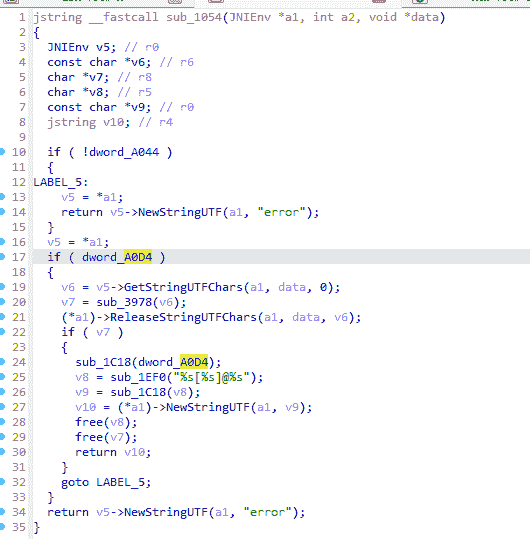 1 jstring __fastcall sub_1054(JNIEnv *a1, int a2, void *data)
2 {
3 JNIEnv v5; // r0
4 const char *v6; // r6
5 char *v7; // r8
6 char *v8; // r5
7 const char *v9; // r0
8 jstring v10; // r4
9
10 if ( !dword_A044 )
11 {
12 LABEL_5:
13 v5 = *a1;
14 return v5->NewStringUTF(a1, "error");
15 }
16 v5 = *a1;
17 if ( dword_A0D4 )
18 {
19 v6 = v5->GetStringUTFChars(a1, data, 0);
20 v7 = sub_3978(v6);
21 (*a1)->ReleaseStringUTFChars(a1, data, v6);
22 if ( v7 )
23 {
24 sub_1C18(dword_A0D4);
25 v8 = sub_1EF0("%s[%s]@%s");
26 v9 = sub_1C18(v8);
27 v10 = (*a1)->NewStringUTF(a1, v9);
28 free(v8);
29 free(v7);
30 return v10;
31 }
32 goto LABEL_5;
33 }
34 return v5->NewStringUTF(a1, "error");
35 }